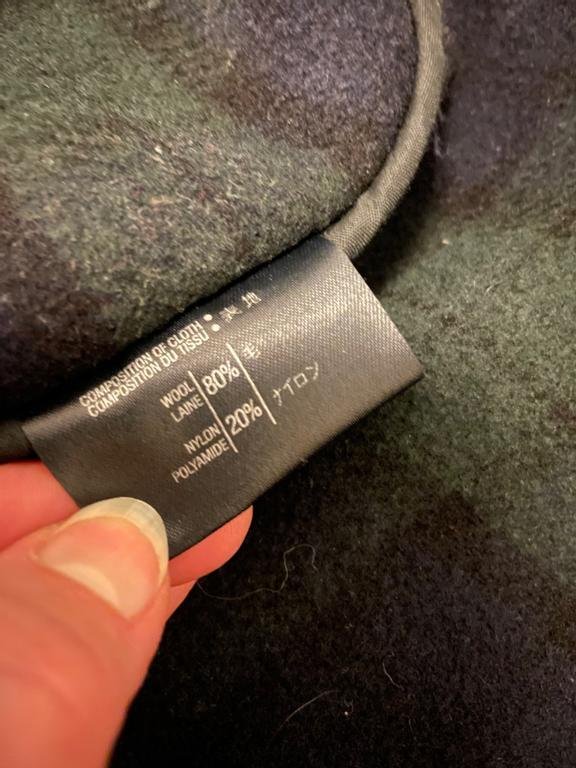 COMPOSITION OF CLOTH :
COMPOSITION DU TISSU : 表地
WOOL
LAINE 80% 毛
NYLON
POLYAMIDE 20% ナイロン